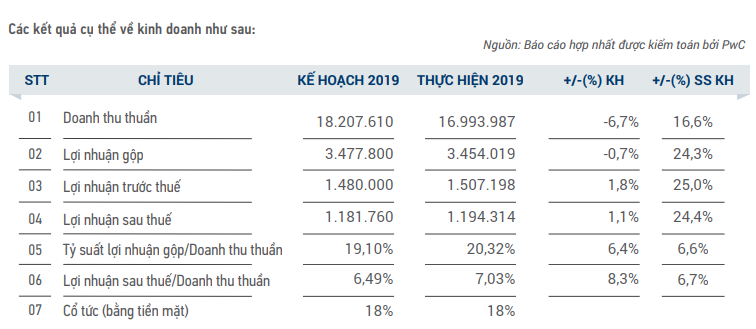 Các kết quả cụ thể về kinh doanh như sau:
Nguồn: Báo cáo hợp nhất được kiểm toán bởi PwC
STT CHỈ TIÊU KẾ HOẠCH 2019 THỰC HIỆN 2019 +/-(%) KH +/-(%) SS KH
01 Doanh thu thuần 18.207.610 16.993.987 -6,7% 16,6%
02 Lợi nhuận gộp 3.477.800 3.454.019 -0,7% 24,3%
03 Lợi nhuận trước thuế 1.480.000 1.507.198 1,8% 25,0%
04 Lợi nhuận sau thuế 1.181.760 1.194.314 1,1% 24,4%
05 Tỷ suất lợi nhuận gộp/Doanh thu thuần 19,10% 20,32% 6,4% 6,6%
06 Lợi nhuận sau thuế/Doanh thu thuần 6,49% 7,03% 8,3% 6,7%
07 Cổ tức (bằng tiền mặt) 18% 18%